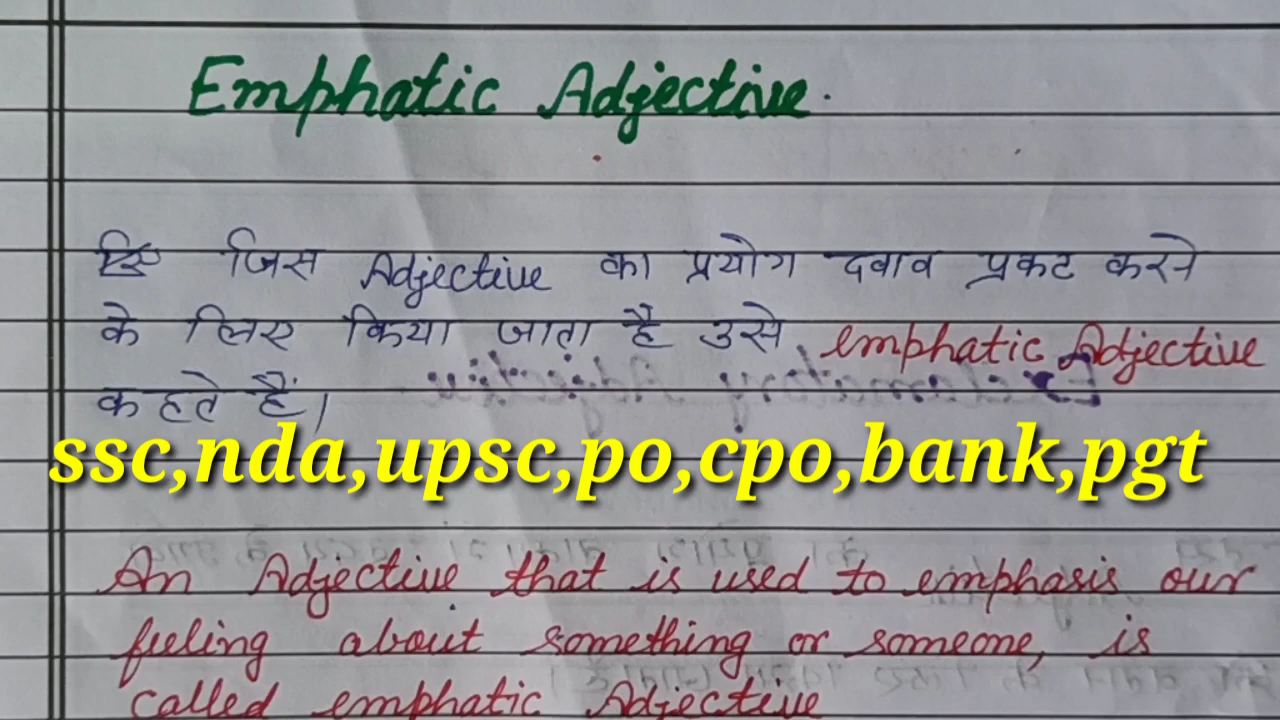 Emphatic Adjective.
जिस Adjective का प्रयोग दवाव प्रकट करने
के लिए किया जाता है उसे emphatic Adjective
कहते हैं।
ssc,nda,upsc,po,cpo,bank,pgt
An Adjective that is used to emphasis our
feeling about something or someone, is
called emphatic Adjective